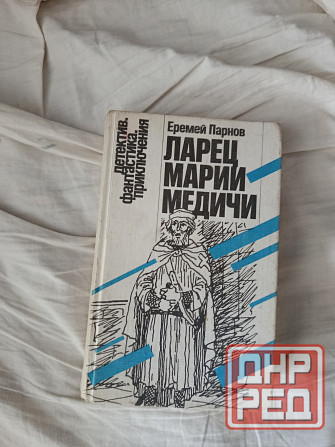 Еремей Парнов
ЛАРЕЦ
МАРИИ
МЕДИЧИ
Детектив.
фантастика.
приключения
ДНР
РЕД